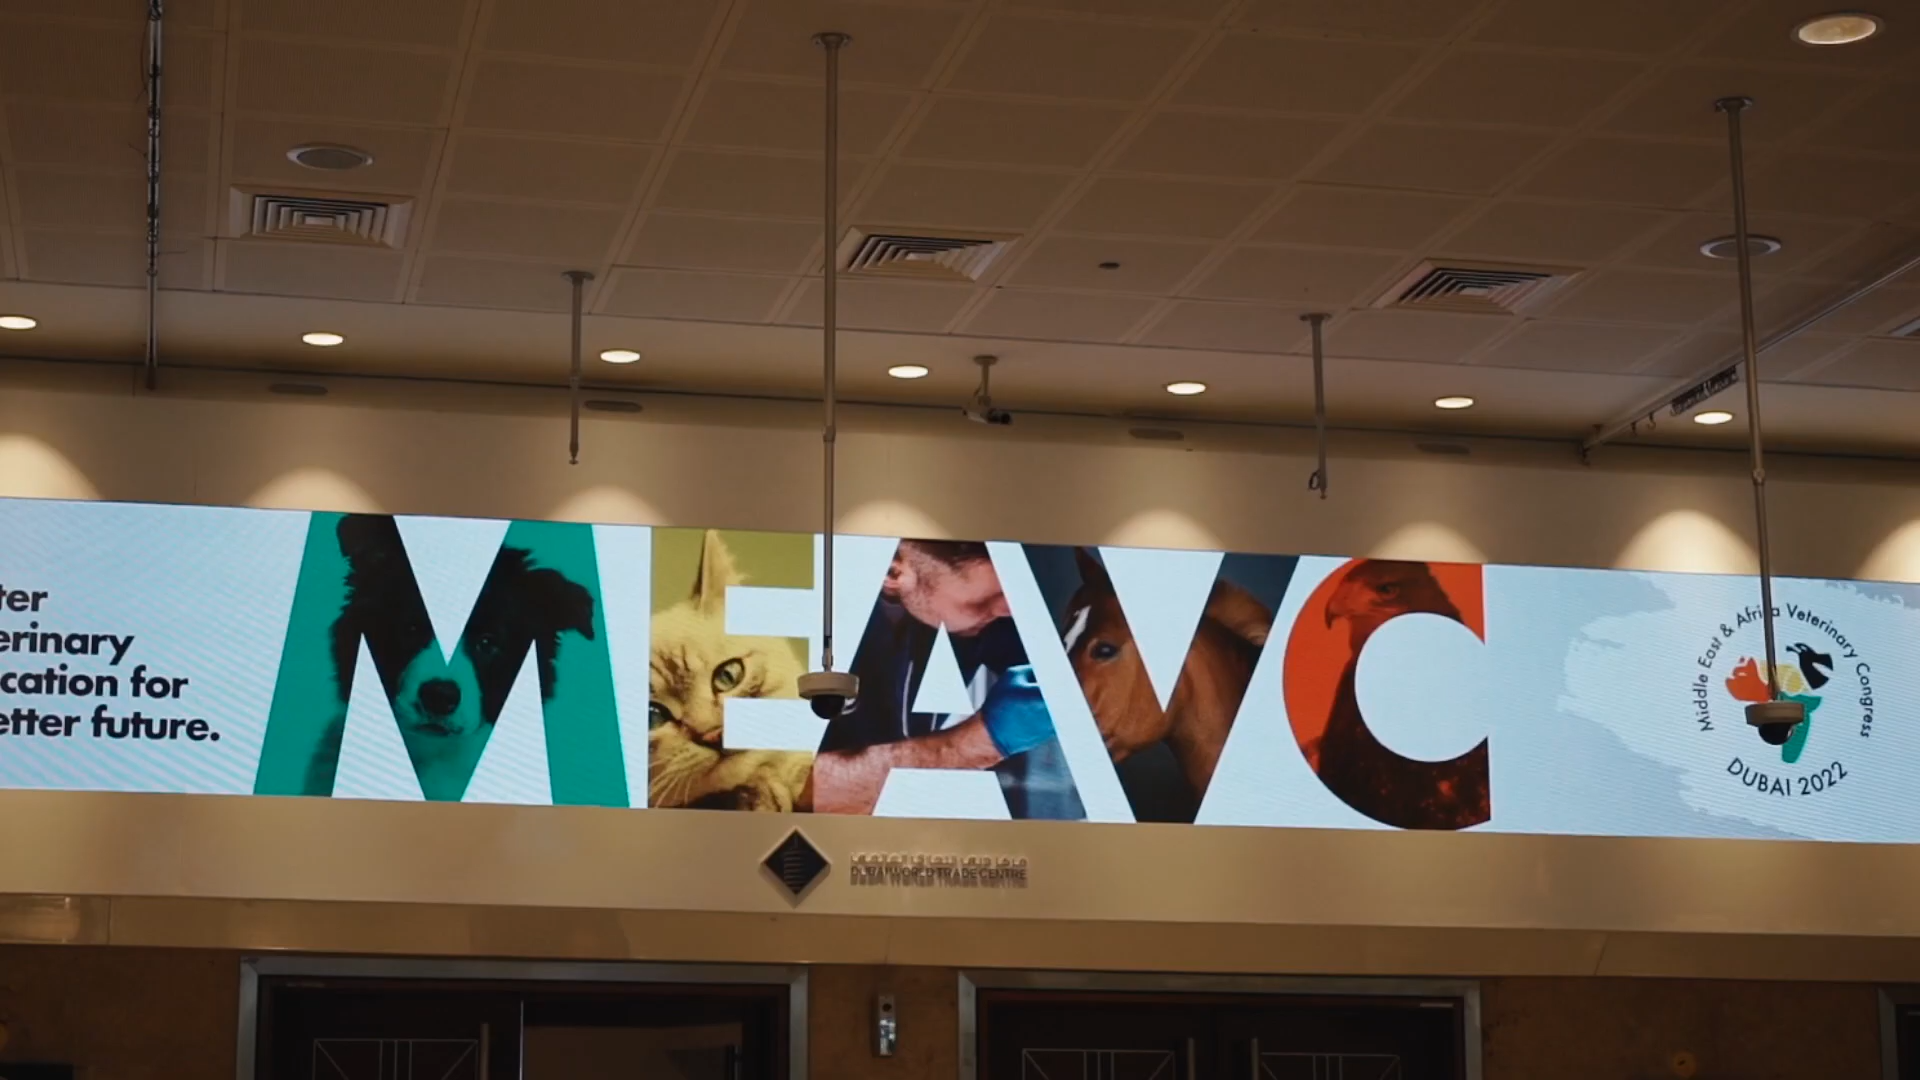 ter
erinary
cation for
etter future.
MEAVC
Middle East & Africa Veterinary Congress
DUBAI 2022
DUBAI WORLD TRADE CENTRE